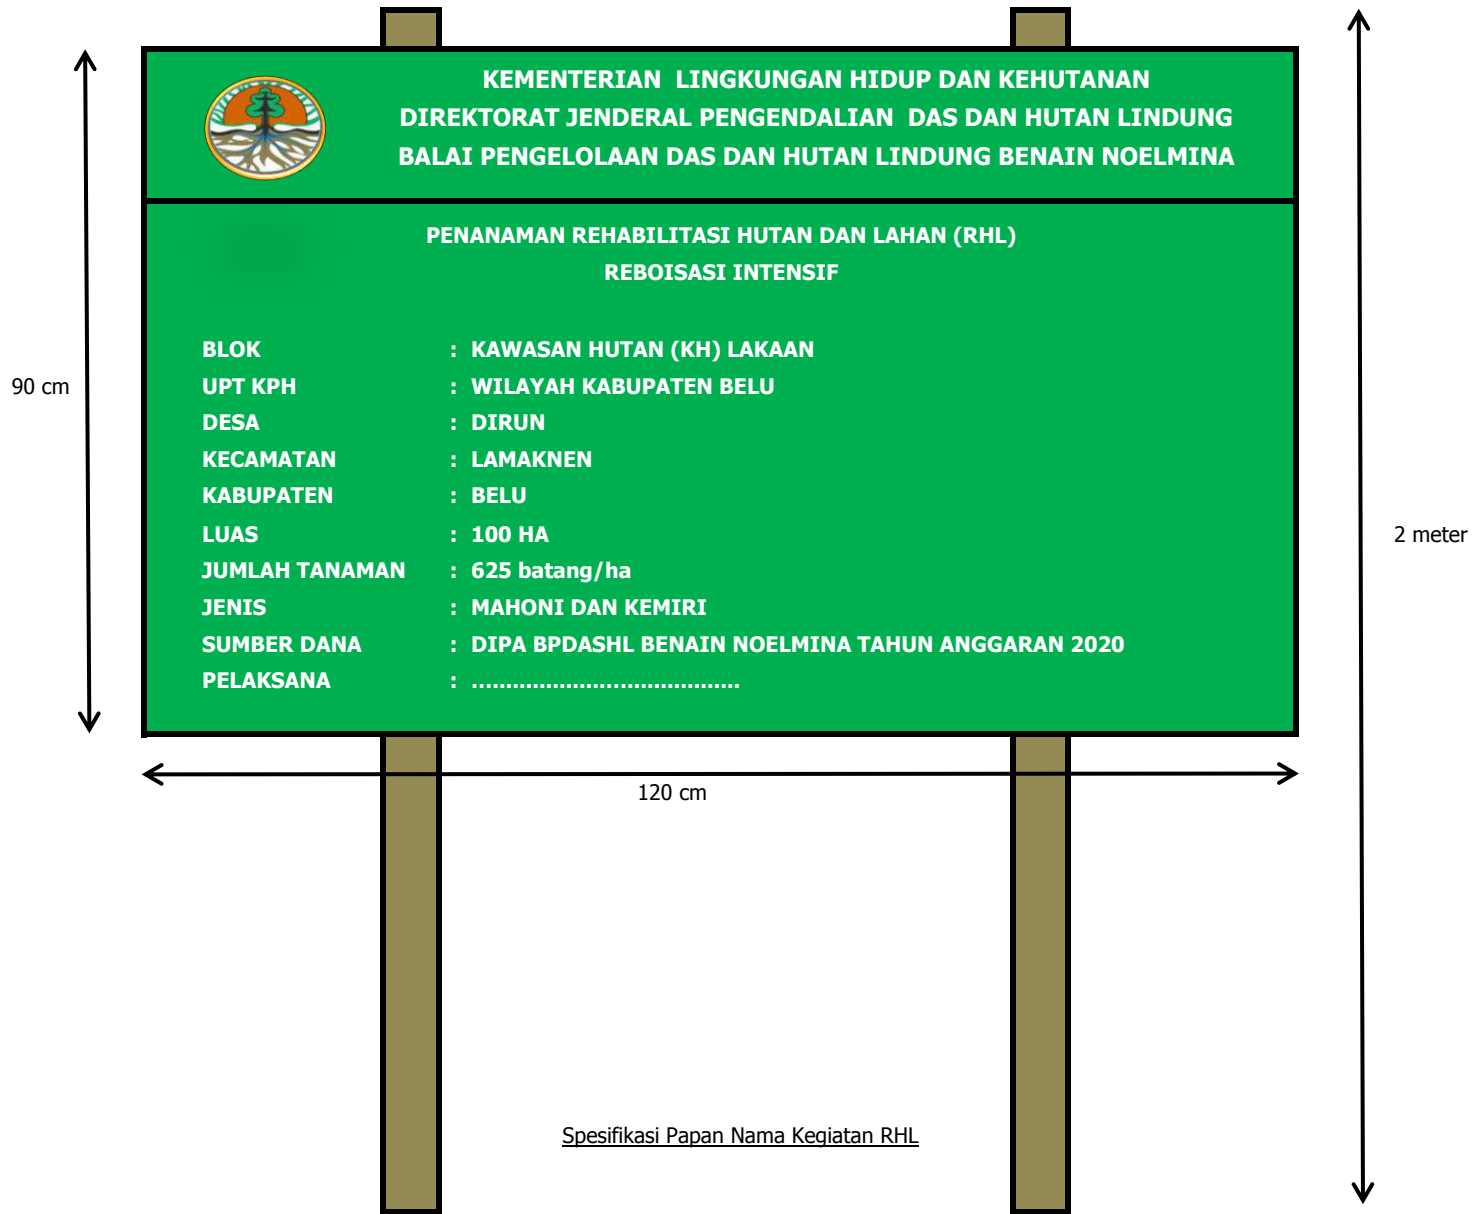 KEMENTERIAN LINGKUNGAN HIDUP DAN KEHUTANAN
DIREKTORAT JENDERAL PENGENDALIAN DAS DAN HUTAN LINDUNG
BALAI PENGELOLAAN DAS DAN HUTAN LINDUNG BENAIN NOELMINA
PENANAMAN REHABILITASI HUTAN DAN LAHAN (RHL)
REBOISASI INTENSIF
BLOK : KAWASAN HUTAN (KH) LAKAAN
UPT KPH : WILAYAH KABUPATEN BELU
DESA : DIRUN
KECAMATAN : LAMAKNEN
KABUPATEN : BELU
LUAS : 100 HA
JUMLAH TANAMAN : 625 batang/ha
JENIS : MAHONI DAN KEMIRI
SUMBER DANA : DIPA BPDASHL BENAIN NOELMINA TAHUN ANGGARAN 2020
PELAKSANA : ........................................
90 cm
2 meter
120 cm
Spesifikasi Papan Nama Kegiatan RHL